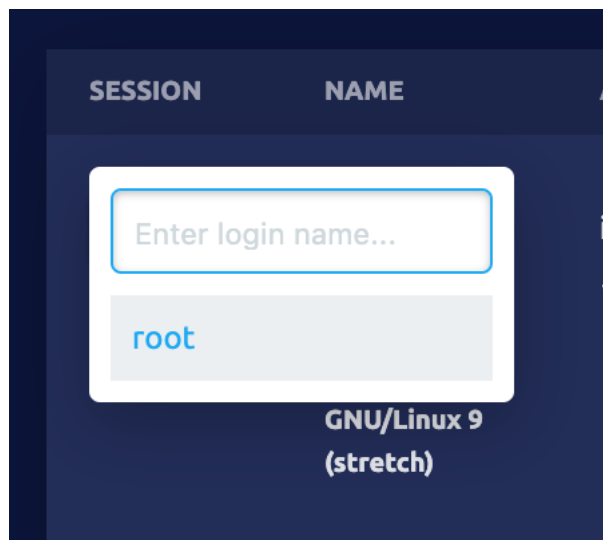 SESSION NAME
Enter login name...
root
GNU/Linux 9
(stretch)